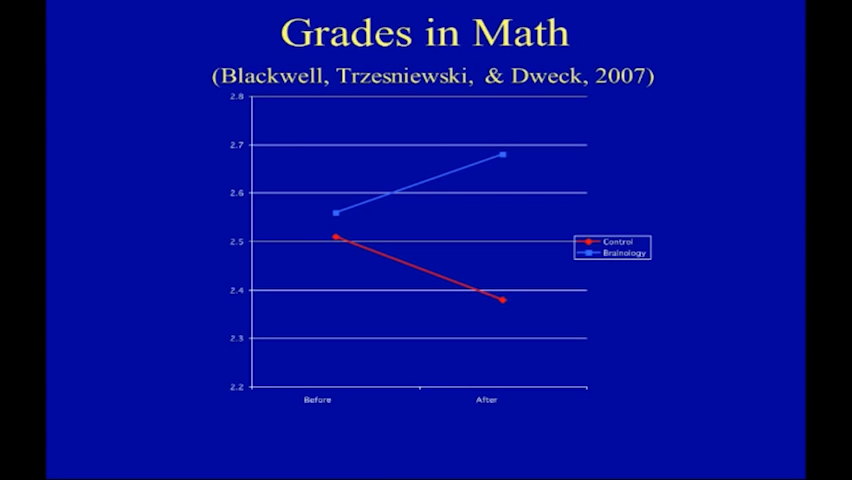 Grades in Math
(Blackwell, Trzesniewski, & Dweck, 2007)
2.8
2.7
2.6
2.5
2.4
2.3
2.2
Before
After
Control
Brainology